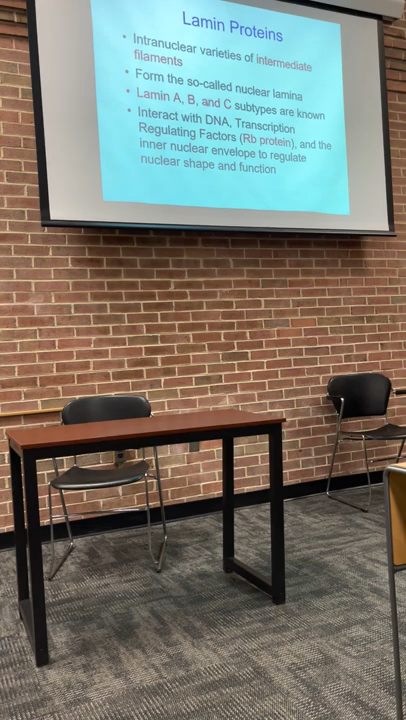 Lamin Proteins
• Intranuclear varieties of intermediate
filaments
• Form the so-called nuclear lamina
• Lamin A, B, and C subtypes are known
• Interact with DNA, Transcription
Regulating Factors (Rb protein), and the
inner nuclear envelope to regulate
nuclear shape and function